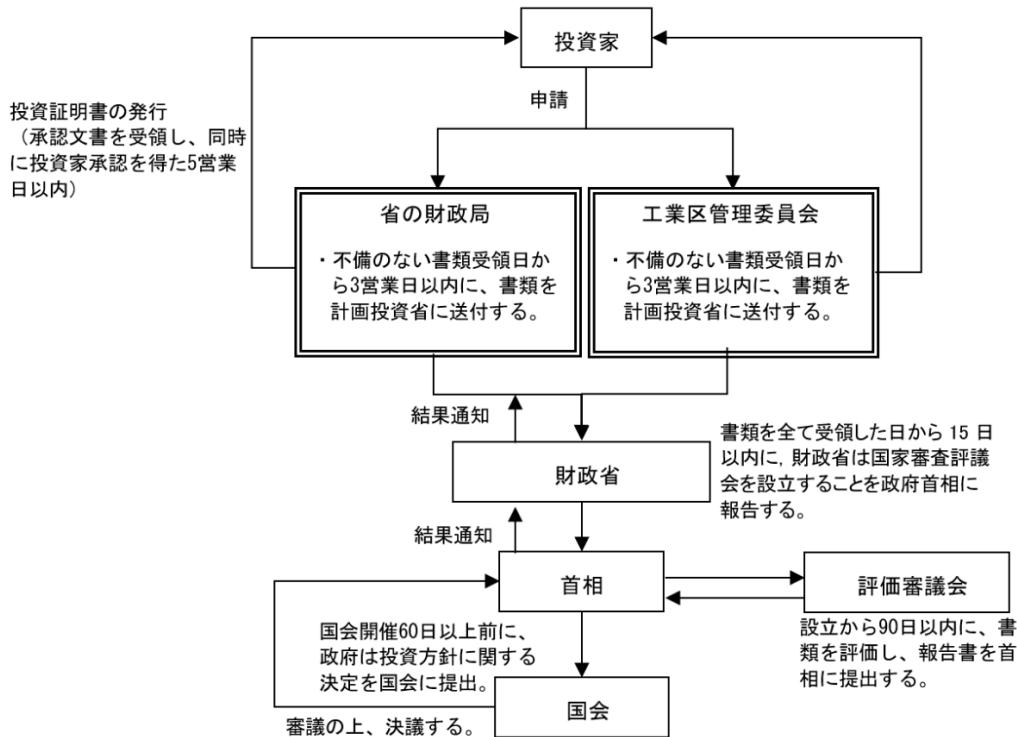 投資家
申請
投資証明書の発行
（承認文書を受領し、同時
に投資家承認を得た5営業
日以内）
省の財政局
・不備のない書類受領日か
ら3営業日以内に、書類を
計画投資省に送付する。
工業区管理委員会
・不備のない書類受領日か
ら3営業日以内に、書類を
計画投資省に送付する。
結果通知
財政省
書類を全て受領した日から 15 日
以内に, 財政省は国家審査評議
会を設立することを政府首相に
報告する。
結果通知
首相
評価審議会
設立から90日以内に、書
類を評価し、報告書を首
相に提出する。
国会開催60日以上前に、
政府は投資方針に関する
決定を国会に提出。
国会
審議の上、決議する。